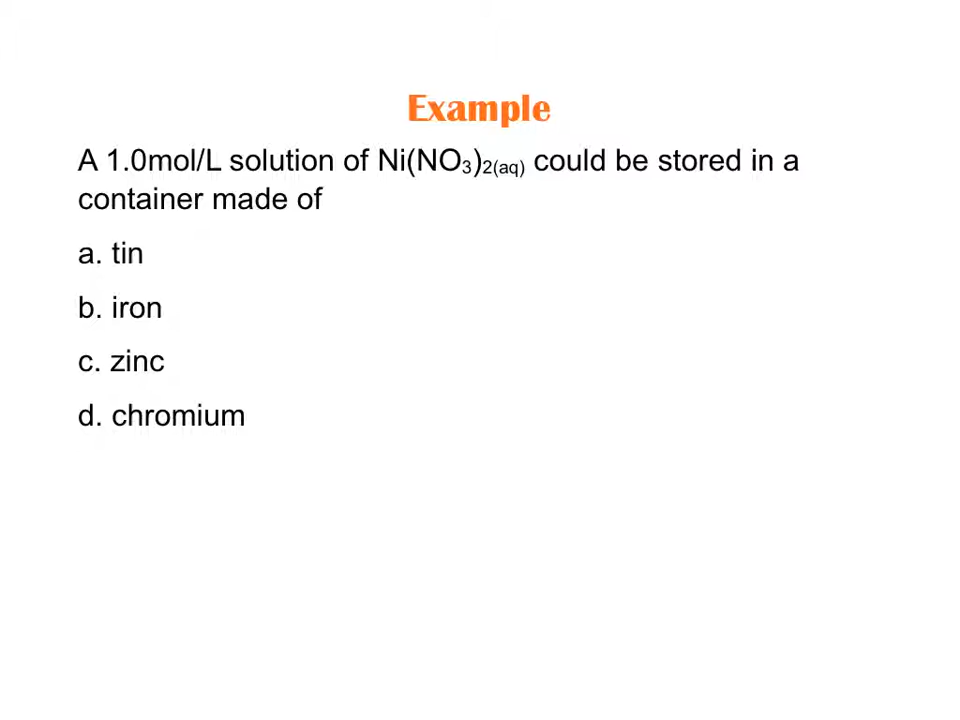 Example
A 1.0mol/L solution of Ni(NO₃)₂(aq) could be stored in a
container made of
a. tin
b. iron
c. zinc
d. chromium